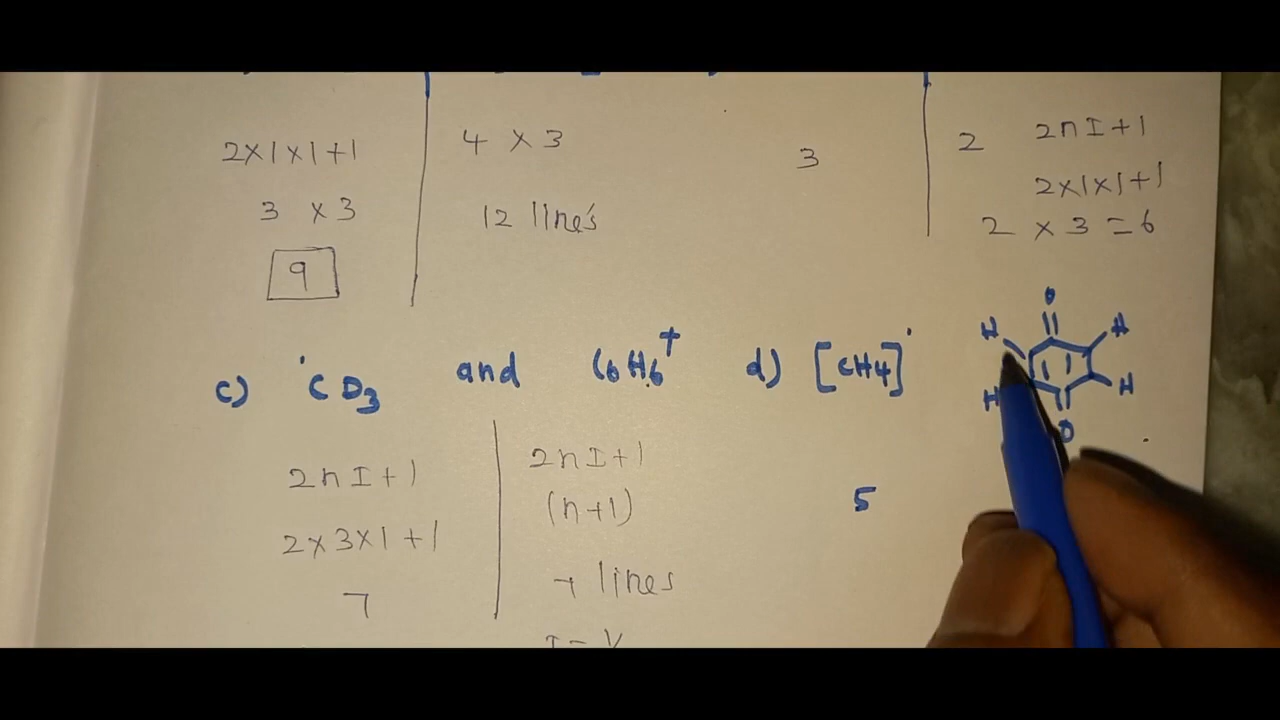 2×1×1+1
3 ×3
9
4 ×3
12 line's
3
2
2nI+1
2×1×1+1
2 × 3 = 6
c) •CD3 and C6H6+
d) [CH4]•
O
H H
H H
O
2nI+1
2×3×1+1
7
2nI+1
(n+1)
7 lines
5